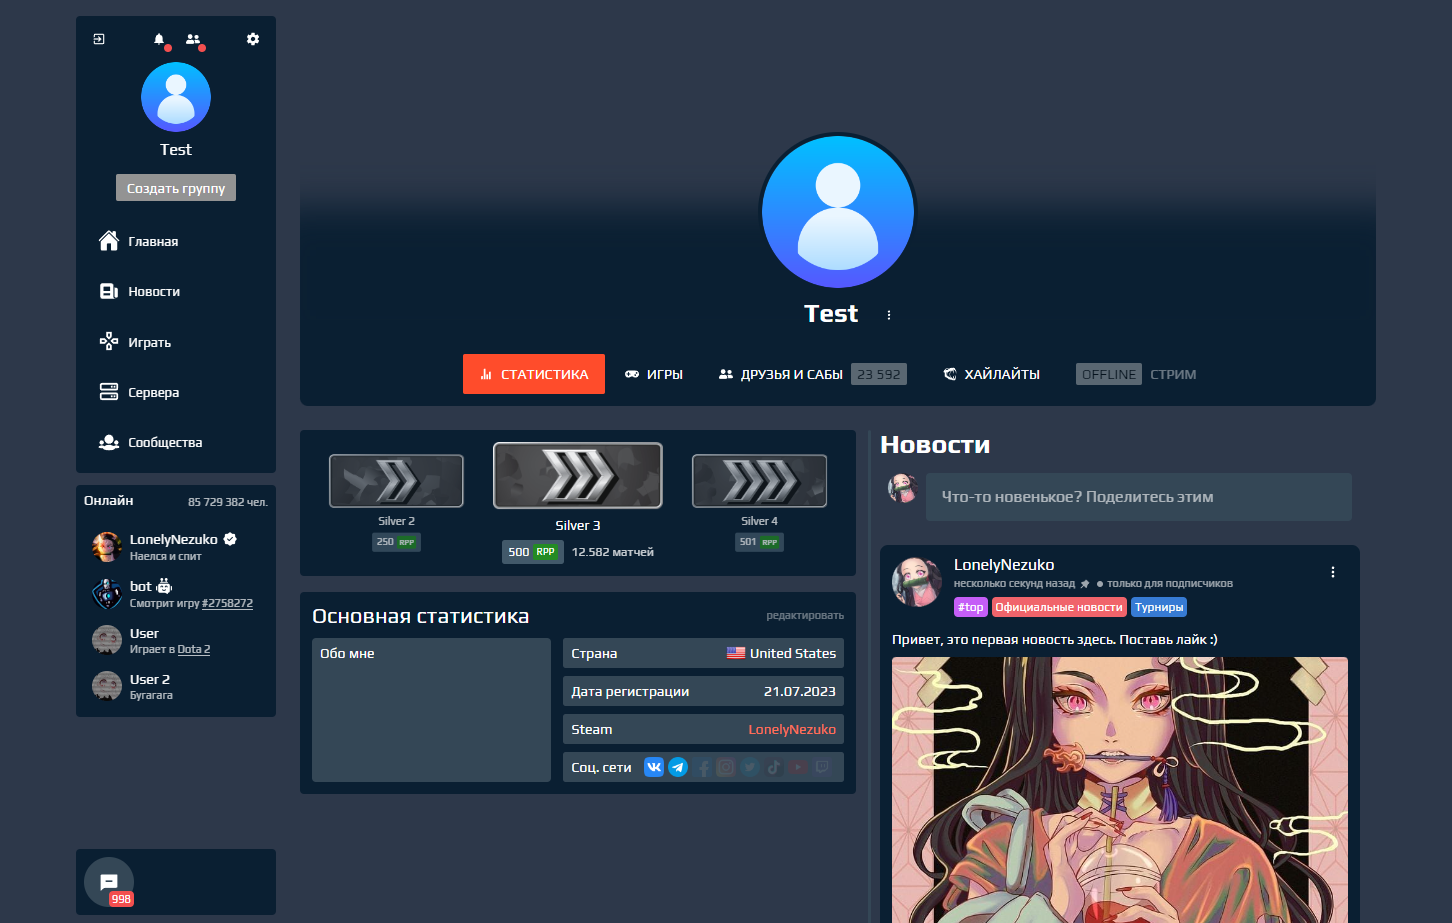 Test
Создать группу
Главная
Новости
Играть
Сервера
Сообщества
Онлайн 85 729 382 чел.
LonelyNezuko
Наелся и спит
bot
Смотрит игру #2758272
User
Играет в Dota 2
User 2
Бугагага
998
Test
СТАТИСТИКА ИГРЫ ДРУЗЬЯ И САБЫ 23 592 ХАЙЛАЙТЫ OFFLINE СТРИМ
Silver 2
250 RPP
Silver 3
500 RPP 12.582 матчей
Silver 4
501 RPP
Основная статистика редактировать
Обо мне
Страна United States
Дата регистрации 21.07.2023
Steam LonelyNezuko
Соц. сети
Новости
Что-то новенькое? Поделитесь этим
LonelyNezuko
несколько секунд назад ● только для подписчиков
#top Официальные новости Турниры
Привет, это первая новость здесь. Поставь лайк :)